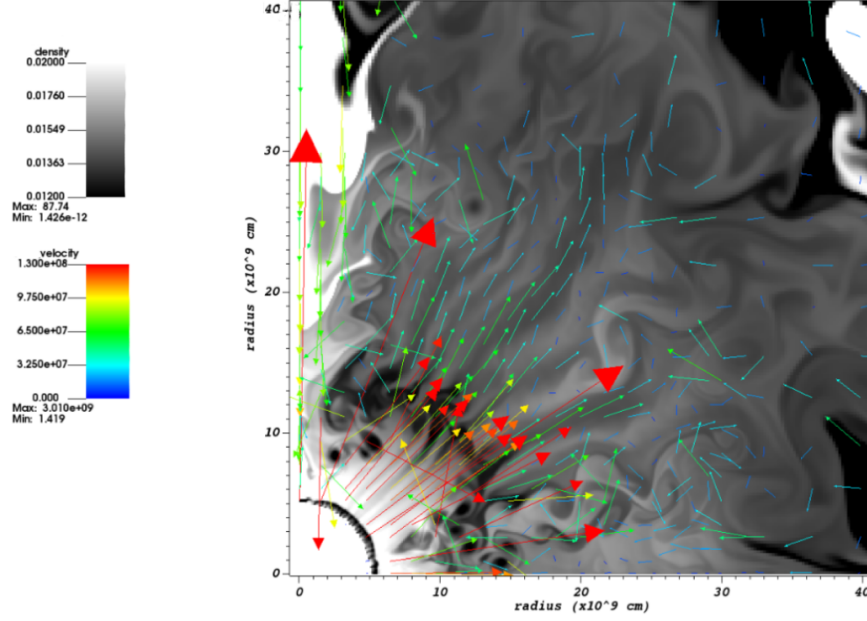 density
0.02000
0.01760
0.01549
0.01363
0.01200
Max: 87.74
Min: 1.426e-12
velocity
1.300e+08
9.750e+07
6.500e+07
3.250e+07
0.000
Max: 3.010e+09
Min: 1.419
40
30
20
10
0
radius (x10^9 cm)
0 10 20 30 40
radius (x10^9 cm)